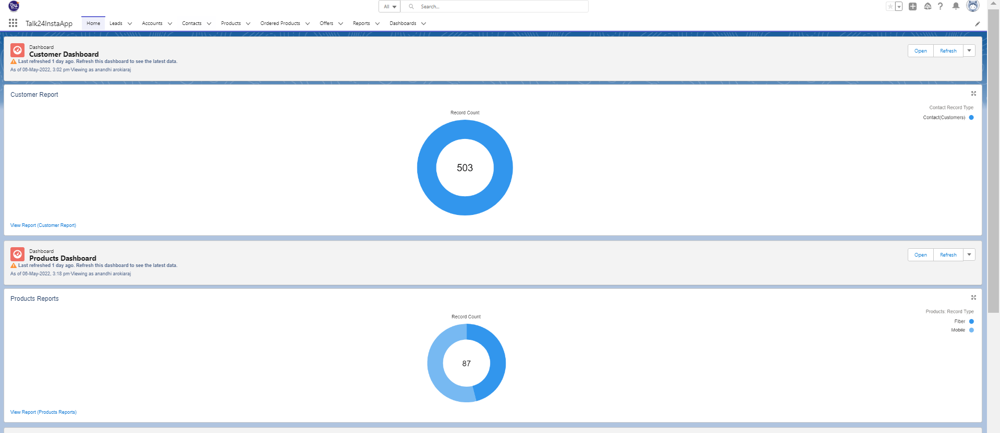 T24
All
Search...
Talk24InstaApp
Home
Leads
Accounts
Contacts
Products
Ordered Products
Offers
Reports
Dashboards
Dashboard
Customer Dashboard
Last refreshed 1 day ago. Refresh this dashboard to see the latest data.
As of 06-May-2022, 3:02 pm·Viewing as anandhi arokiaraj
Open
Refresh
Customer Report
Record Count
503
Contact Record Type
Contact(Customers)
View Report (Customer Report)
Dashboard
Products Dashboard
Last refreshed 1 day ago. Refresh this dashboard to see the latest data.
As of 06-May-2022, 3:18 pm·Viewing as anandhi arokiaraj
Open
Refresh
Products Reports
Record Count
87
Products: Record Type
Fiber
Mobile
View Report (Products Reports)